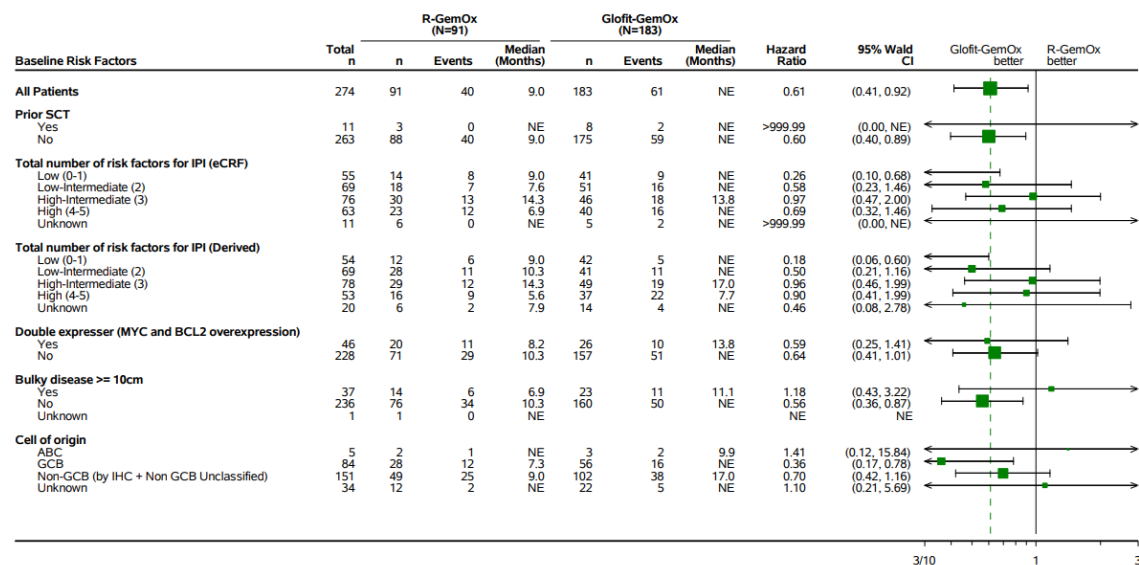 R-GemOx (N=91) Glofit-GemOx (N=183)
Baseline Risk Factors Total n n Events Median (Months) n Events Median (Months) Hazard Ratio 95% Wald CI Glofit-GemOx better R-GemOx better
All Patients 274 91 40 9.0 183 61 NE 0.61 (0.41, 0.92)
Prior SCT
Yes 11 3 0 NE 8 2 NE >999.99 (0.00, NE)
No 263 88 40 9.0 175 59 NE 0.60 (0.40, 0.89)
Total number of risk factors for IPI (eCRF)
Low (0-1) 55 14 8 9.0 41 9 NE 0.26 (0.10, 0.68)
Low-Intermediate (2) 69 18 7 7.6 51 16 NE 0.58 (0.23, 1.46)
High-Intermediate (3) 76 30 13 14.3 46 18 13.8 0.97 (0.47, 2.00)
High (4-5) 63 23 12 6.9 40 16 NE 0.69 (0.32, 1.46)
Unknown 11 6 0 NE 5 2 NE >999.99 (0.00, NE)
Total number of risk factors for IPI (Derived)
Low (0-1) 54 12 6 9.0 42 5 NE 0.18 (0.06, 0.60)
Low-Intermediate (2) 69 28 11 10.3 41 11 NE 0.50 (0.21, 1.16)
High-Intermediate (3) 78 29 12 14.3 49 19 17.0 0.96 (0.46, 1.99)
High (4-5) 53 16 9 5.6 37 22 7.7 0.90 (0.41, 1.99)
Unknown 20 6 2 7.9 14 4 NE 0.46 (0.08, 2.78)
Double expresser (MYC and BCL2 overexpression)
Yes 46 20 11 8.2 26 10 13.8 0.59 (0.25, 1.41)
No 228 71 29 10.3 157 51 NE 0.64 (0.41, 1.01)
Bulky disease >= 10cm
Yes 37 14 6 6.9 23 11 11.1 1.18 (0.43, 3.22)
No 236 76 34 10.3 160 50 NE 0.56 (0.36, 0.87)
Unknown 1 1 0 NE NE NE
Cell of origin
ABC 5 2 1 NE 3 2 9.9 1.41 (0.12, 15.84)
GCB 84 28 12 7.3 56 16 NE 0.36 (0.17, 0.78)
Non-GCB (by IHC + Non GCB Unclassified) 151 49 25 9.0 102 38 17.0 0.70 (0.42, 1.16)
Unknown 34 12 2 NE 22 5 NE 1.10 (0.21, 5.69)
3/10 1 3